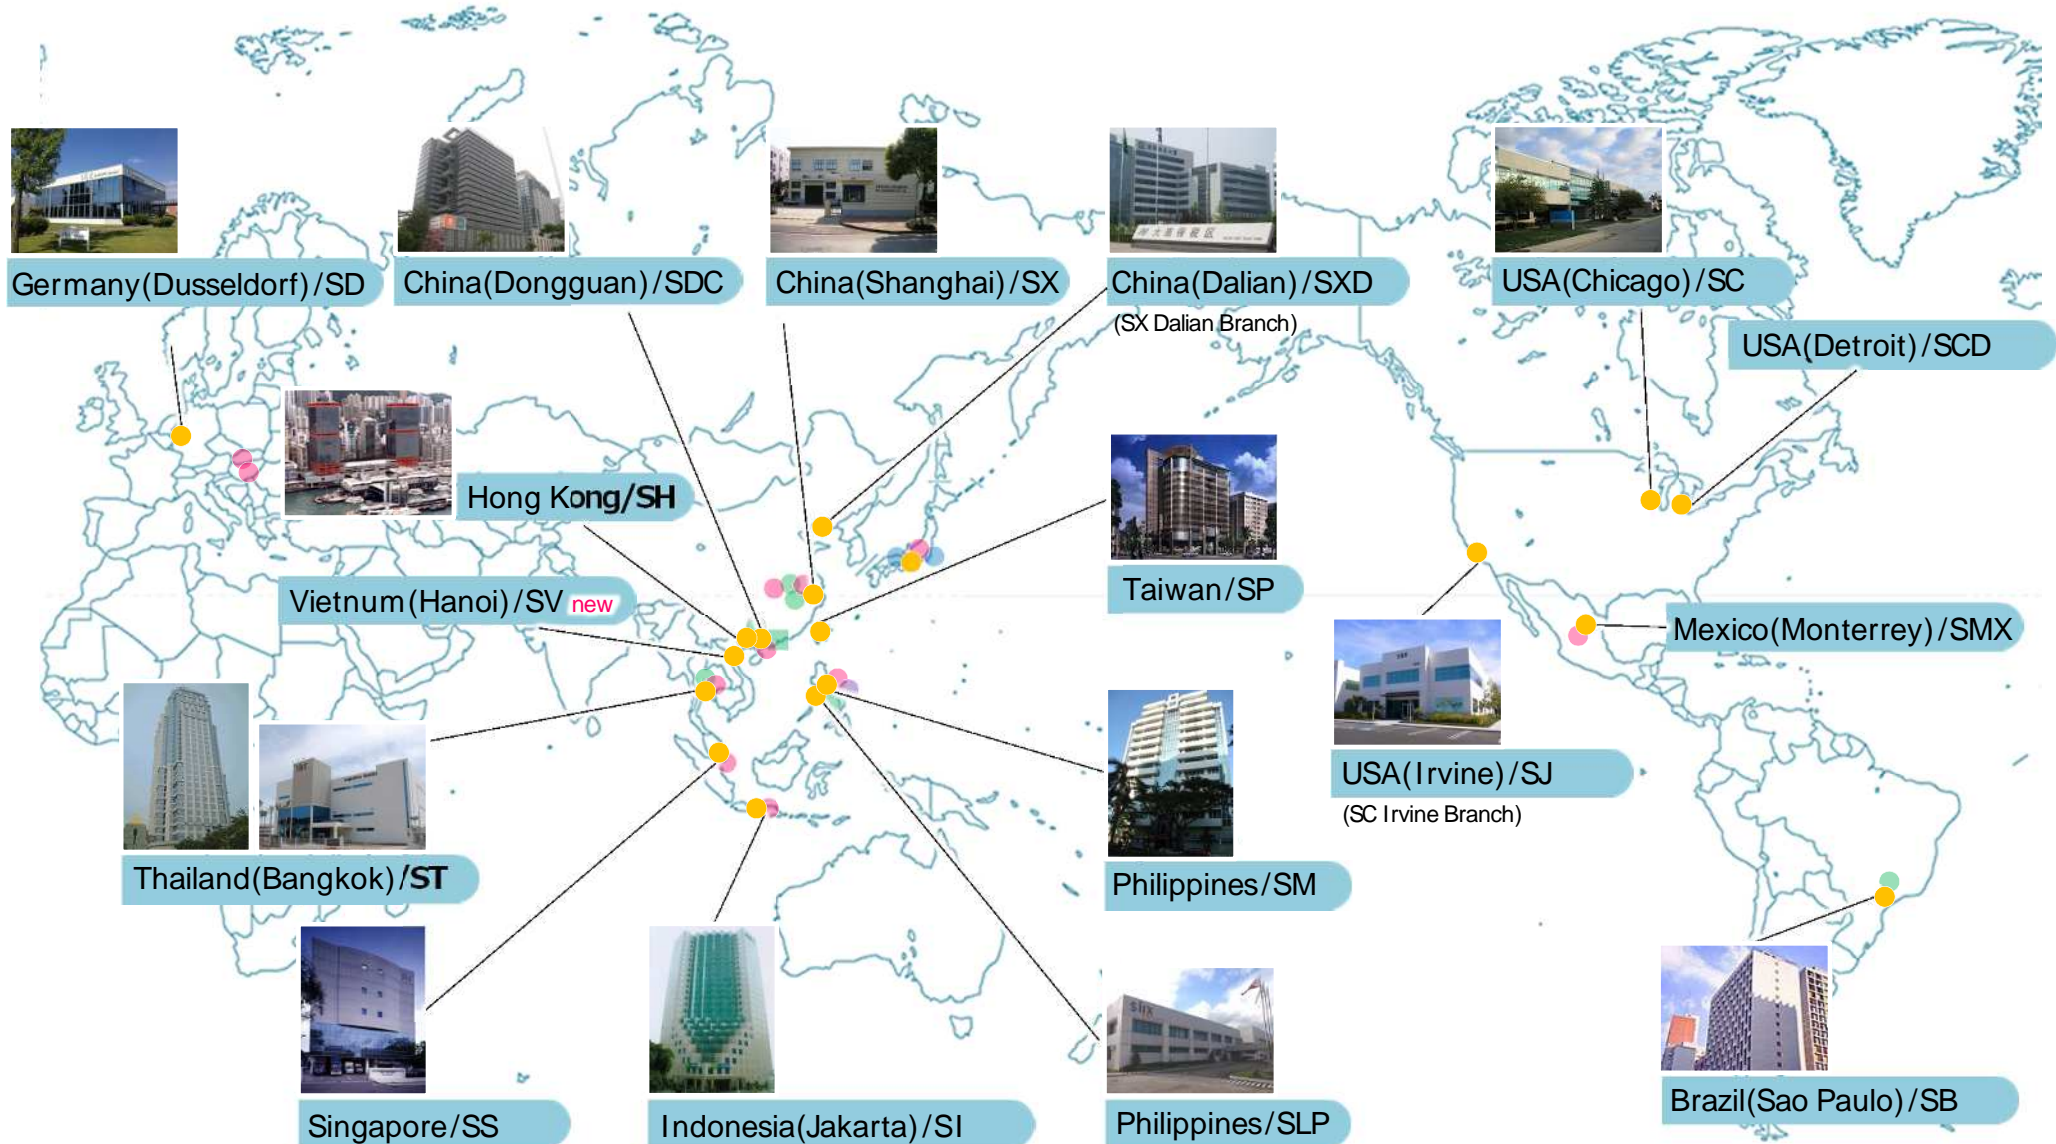 Germany(Dusseldorf)/SD
China(Dongguan)/SDC
China(Shanghai)/SX
China(Dalian)/SXD
(SX Dalian Branch)
USA(Chicago)/SC
USA(Detroit)/SCD
Hong Kong/SH
Vietnum(Hanoi)/SV new
Taiwan/SP
Mexico(Monterrey)/SMX
USA(Irvine)/SJ
(SC Irvine Branch)
Thailand(Bangkok)/ST
Philippines/SM
SIIX
Singapore/SS
Indonesia(Jakarta)/SI
Philippines/SLP
Brazil(Sao Paulo)/SB